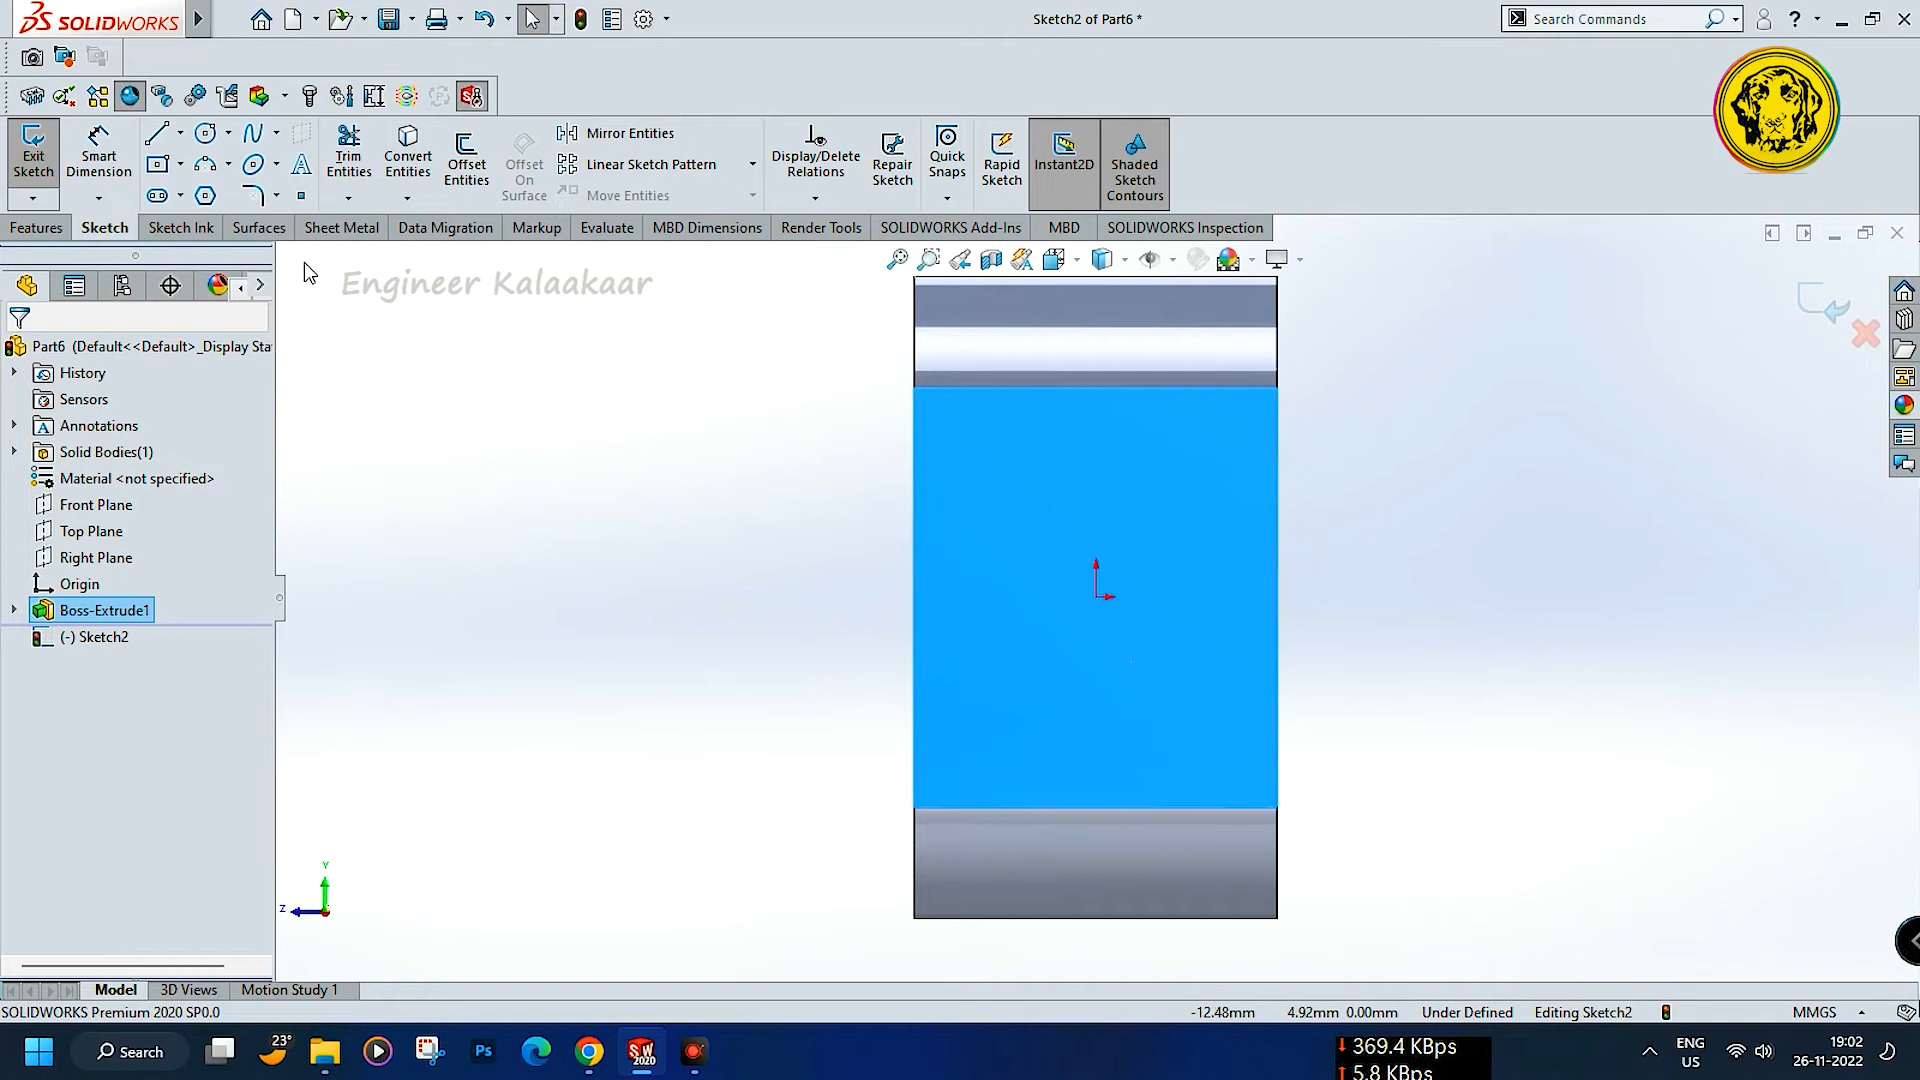 SOLIDWORKS
Sketch2 of Part6 *
Search Commands
Exit Sketch
Smart Dimension
Trim Entities
Convert Entities
Offset Entities
Offset On Surface
Mirror Entities
Linear Sketch Pattern
Move Entities
Display/Delete Relations
Repair Sketch
Quick Snaps
Rapid Sketch
Instant2D
Shaded Sketch Contours
Features
Sketch
Sketch Ink
Surfaces
Sheet Metal
Data Migration
Markup
Evaluate
MBD Dimensions
Render Tools
SOLIDWORKS Add-Ins
MBD
SOLIDWORKS Inspection
Engineer Kalaakaar
Part6 (Default<<Default>_Display Sta
History
Sensors
Annotations
Solid Bodies(1)
Material <not specified>
Front Plane
Top Plane
Right Plane
Origin
Boss-Extrude1
(-) Sketch2
Y
Z
Model
3D Views
Motion Study 1
SOLIDWORKS Premium 2020 SP0.0
-12.48mm
4.92mm 0.00mm
Under Defined
Editing Sketch2
MMGS
Search
23°
Ps
SW
2020
369.4 KBps
5.8 KBps
ENG
US
19:02
26-11-2022